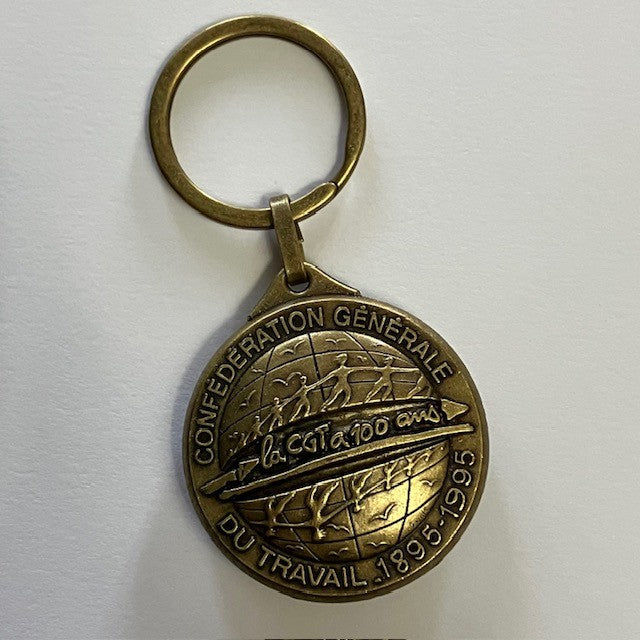 CONFÉDÉRATION GÉNÉRALE
la CGT a 100 ans
DU TRAVAIL 1895-1995